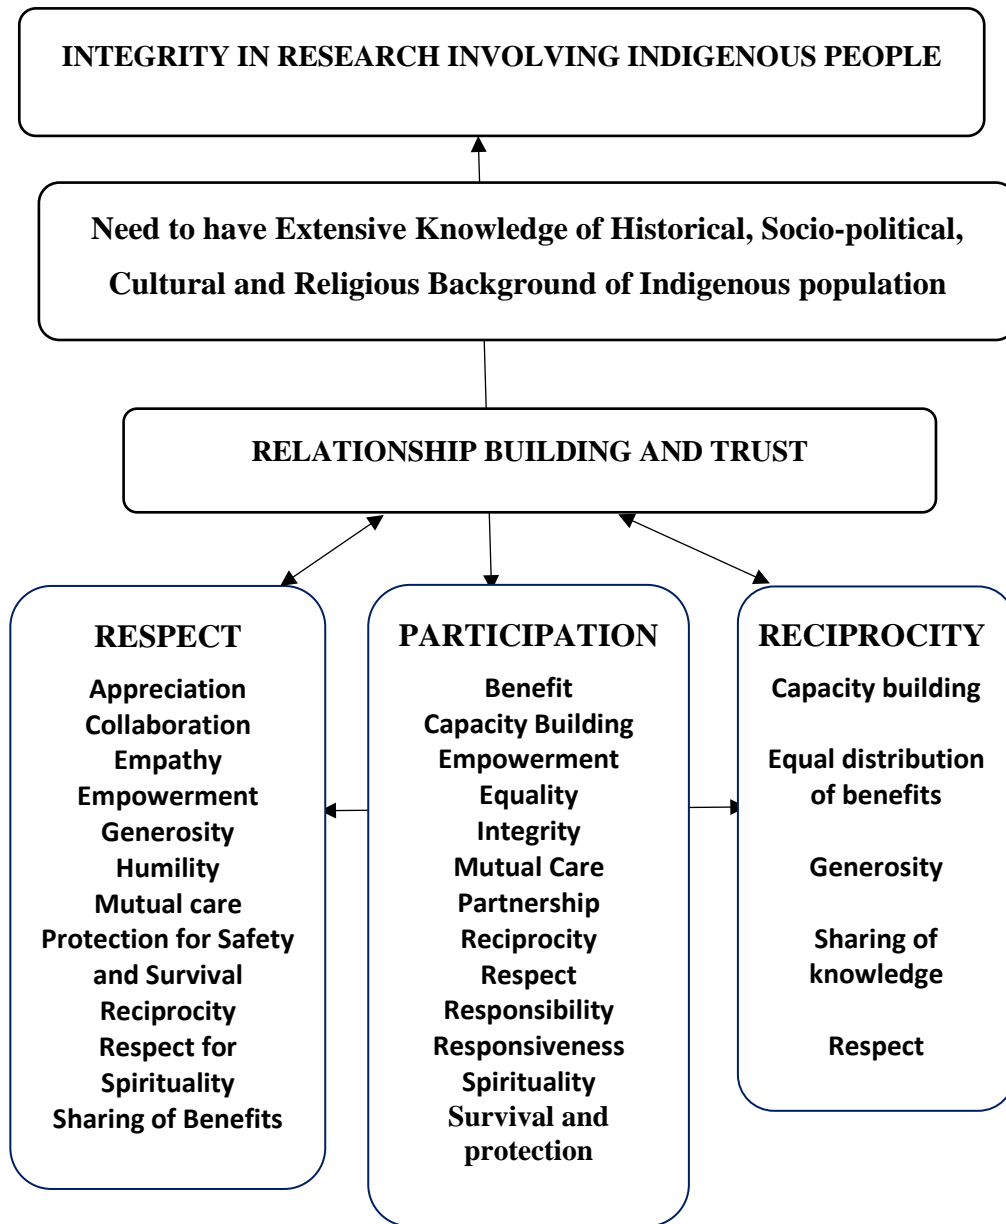 INTEGRITY IN RESEARCH INVOLVING INDIGENOUS PEOPLE
Need to have Extensive Knowledge of Historical, Socio-political,
Cultural and Religious Background of Indigenous population
RELATIONSHIP BUILDING AND TRUST
RESPECT
Appreciation
Collaboration
Empathy
Empowerment
Generosity
Humility
Mutual care
Protection for Safety
and Survival
Reciprocity
Respect for
Spirituality
Sharing of Benefits
PARTICIPATION
Benefit
Capacity Building
Empowerment
Equality
Integrity
Mutual Care
Partnership
Reciprocity
Respect
Responsibility
Responsiveness
Spirituality
Survival and
protection
RECIPROCITY
Capacity building
Equal distribution
of benefits
Generosity
Sharing of
knowledge
Respect